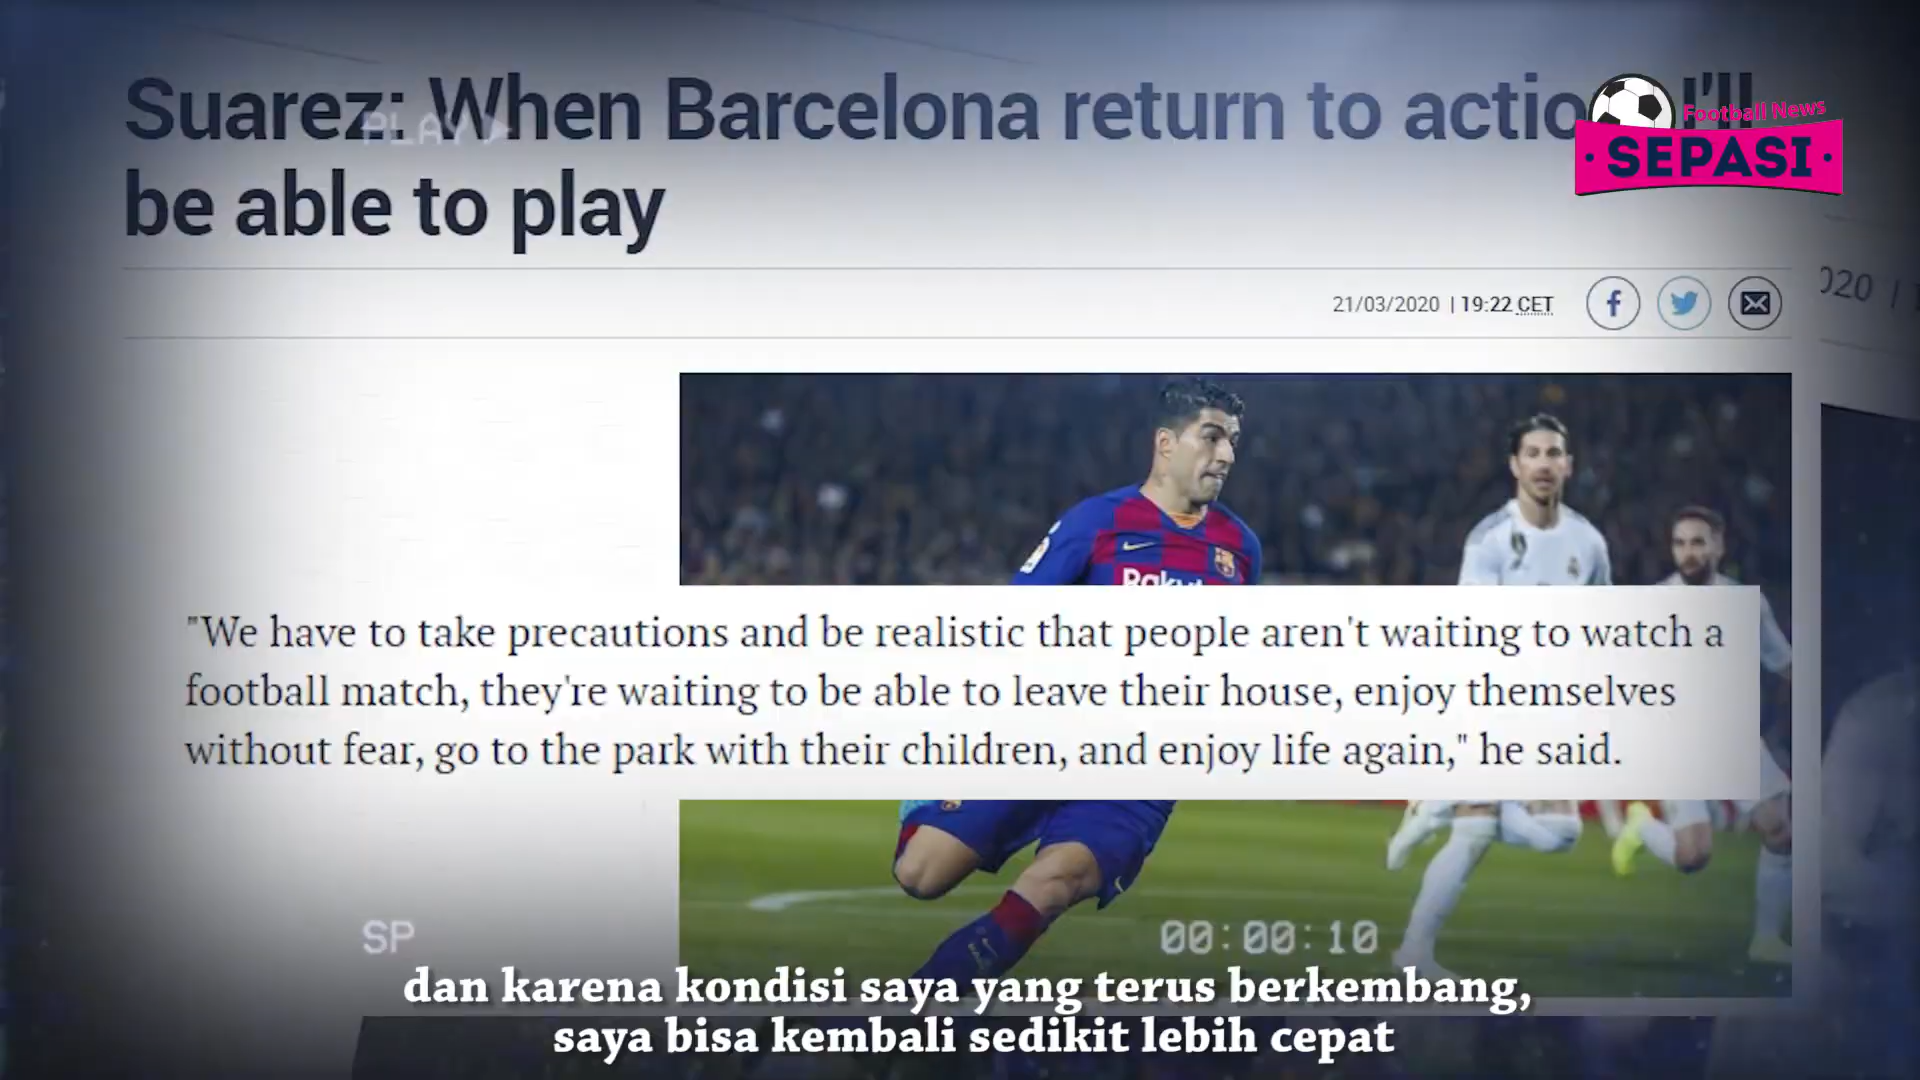 Suarez: When Barcelona return to actio I'll
be able to play
PLAY
Football News
SEPASI
21/03/2020 | 19:22 CET
020 |
Rakut
"We have to take precautions and be realistic that people aren't waiting to watch a
football match, they're waiting to be able to leave their house, enjoy themselves
without fear, go to the park with their children, and enjoy life again," he said.
SP
00:00:10
dan karena kondisi saya yang terus berkembang,
saya bisa kembali sedikit lebih cepat